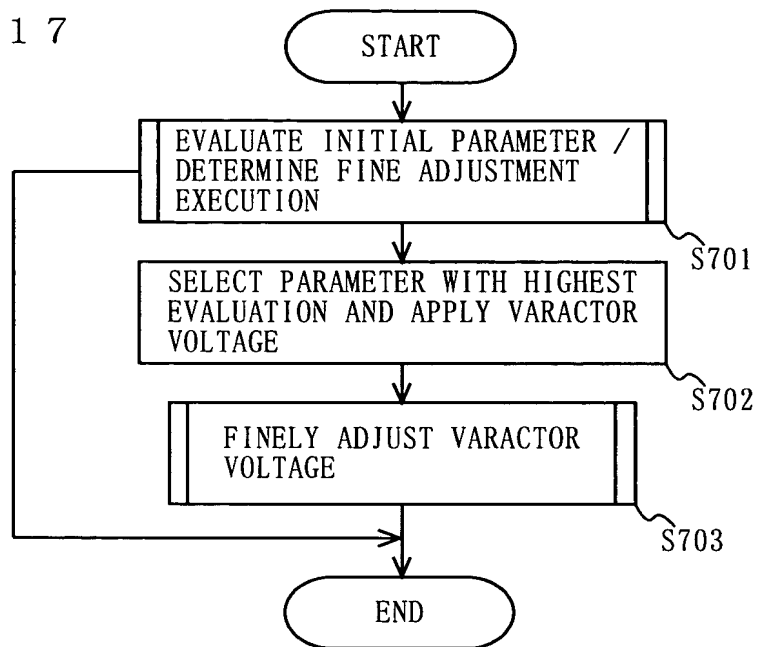 1 7
START
EVALUATE INITIAL PARAMETER /
DETERMINE FINE ADJUSTMENT
EXECUTION
S701
SELECT PARAMETER WITH HIGHEST
EVALUATION AND APPLY VARACTOR
VOLTAGE
S702
FINELY ADJUST VARACTOR
VOLTAGE
S703
END